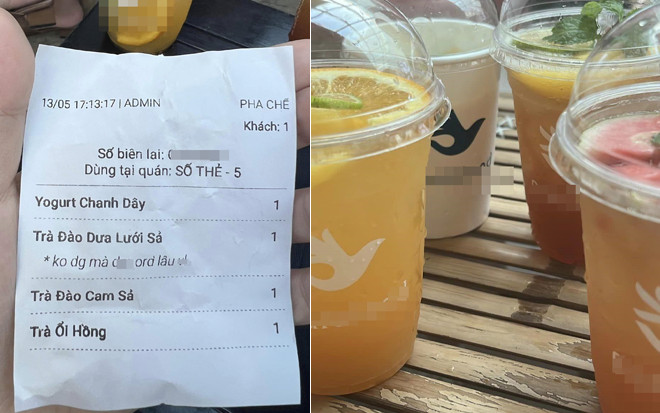 13/05 17:13:17 | ADMIN PHA CHẾ
Khách: 1
Số biên lai: 0
Dùng tại quán: SỐ THẺ - 5
Yogurt Chanh Dây 1
Trà Đào Dưa Lưới Sả 1
* ko dg mà ord lâu
Trà Đào Cam Sả 1
Trà Ổi Hồng 1